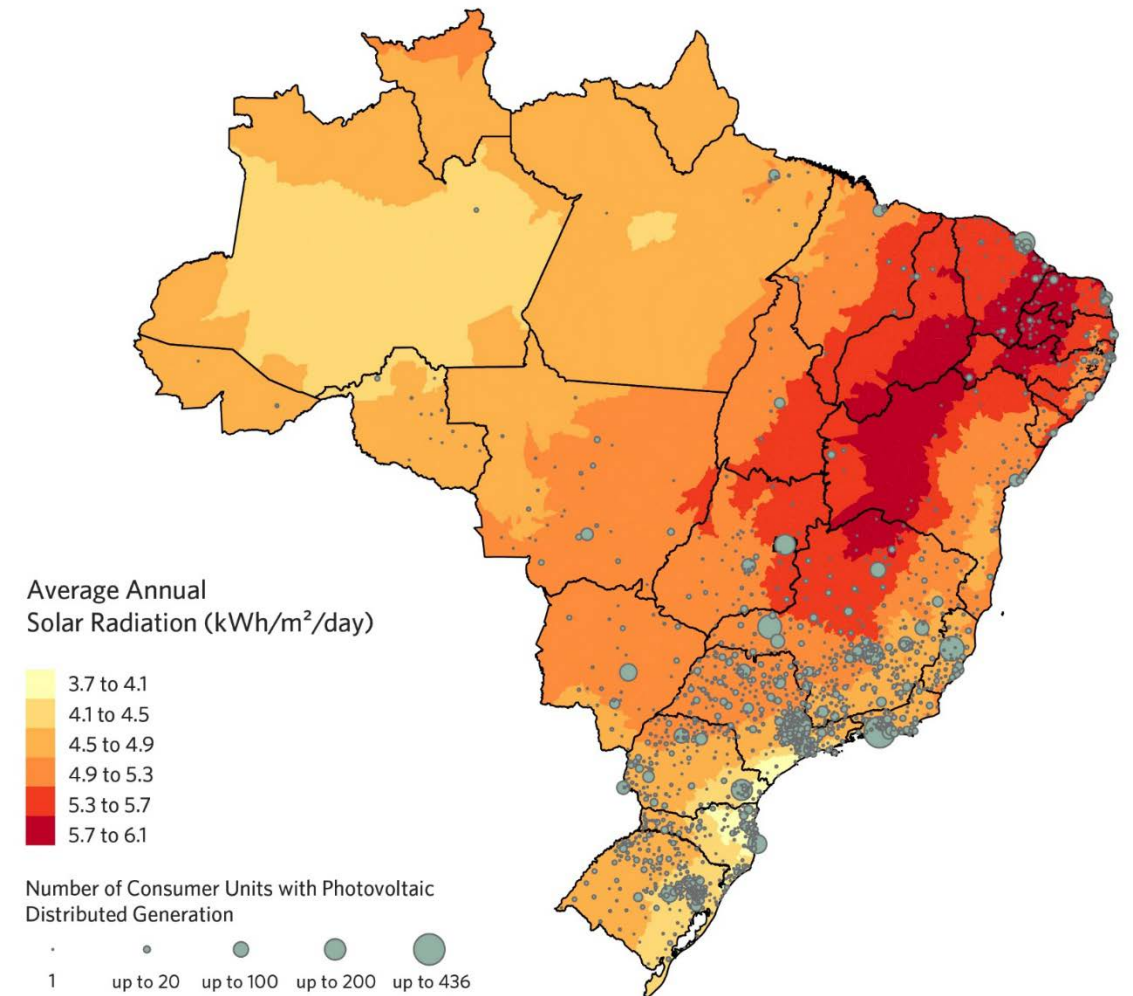 Average Annual
Solar Radiation (kWh/m²/day)
3.7 to 4.1
4.1 to 4.5
4.5 to 4.9
4.9 to 5.3
5.3 to 5.7
5.7 to 6.1
Number of Consumer Units with Photovoltaic
Distributed Generation
1 up to 20 up to 100 up to 200 up to 436